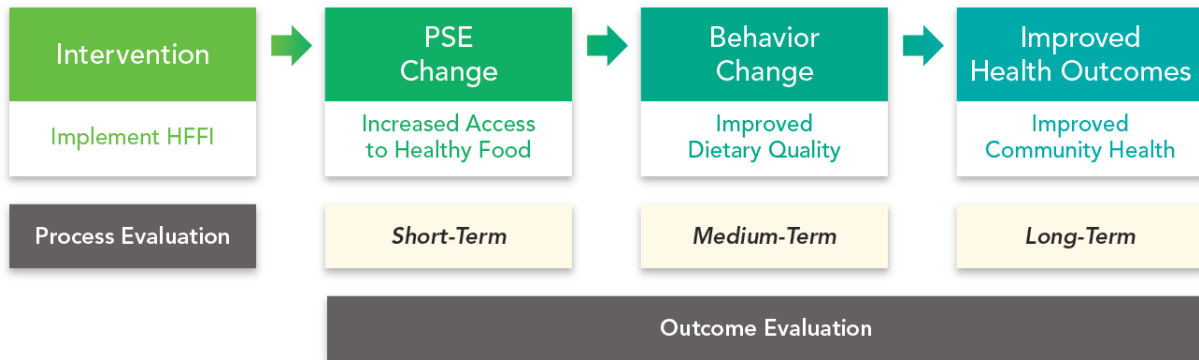 Intervention
Implement HFFI
PSE
Change
Increased Access
to Healthy Food
Behavior
Change
Improved
Dietary Quality
Improved
Health Outcomes
Improved
Community Health
Process Evaluation
Short-Term
Medium-Term
Long-Term
Outcome Evaluation